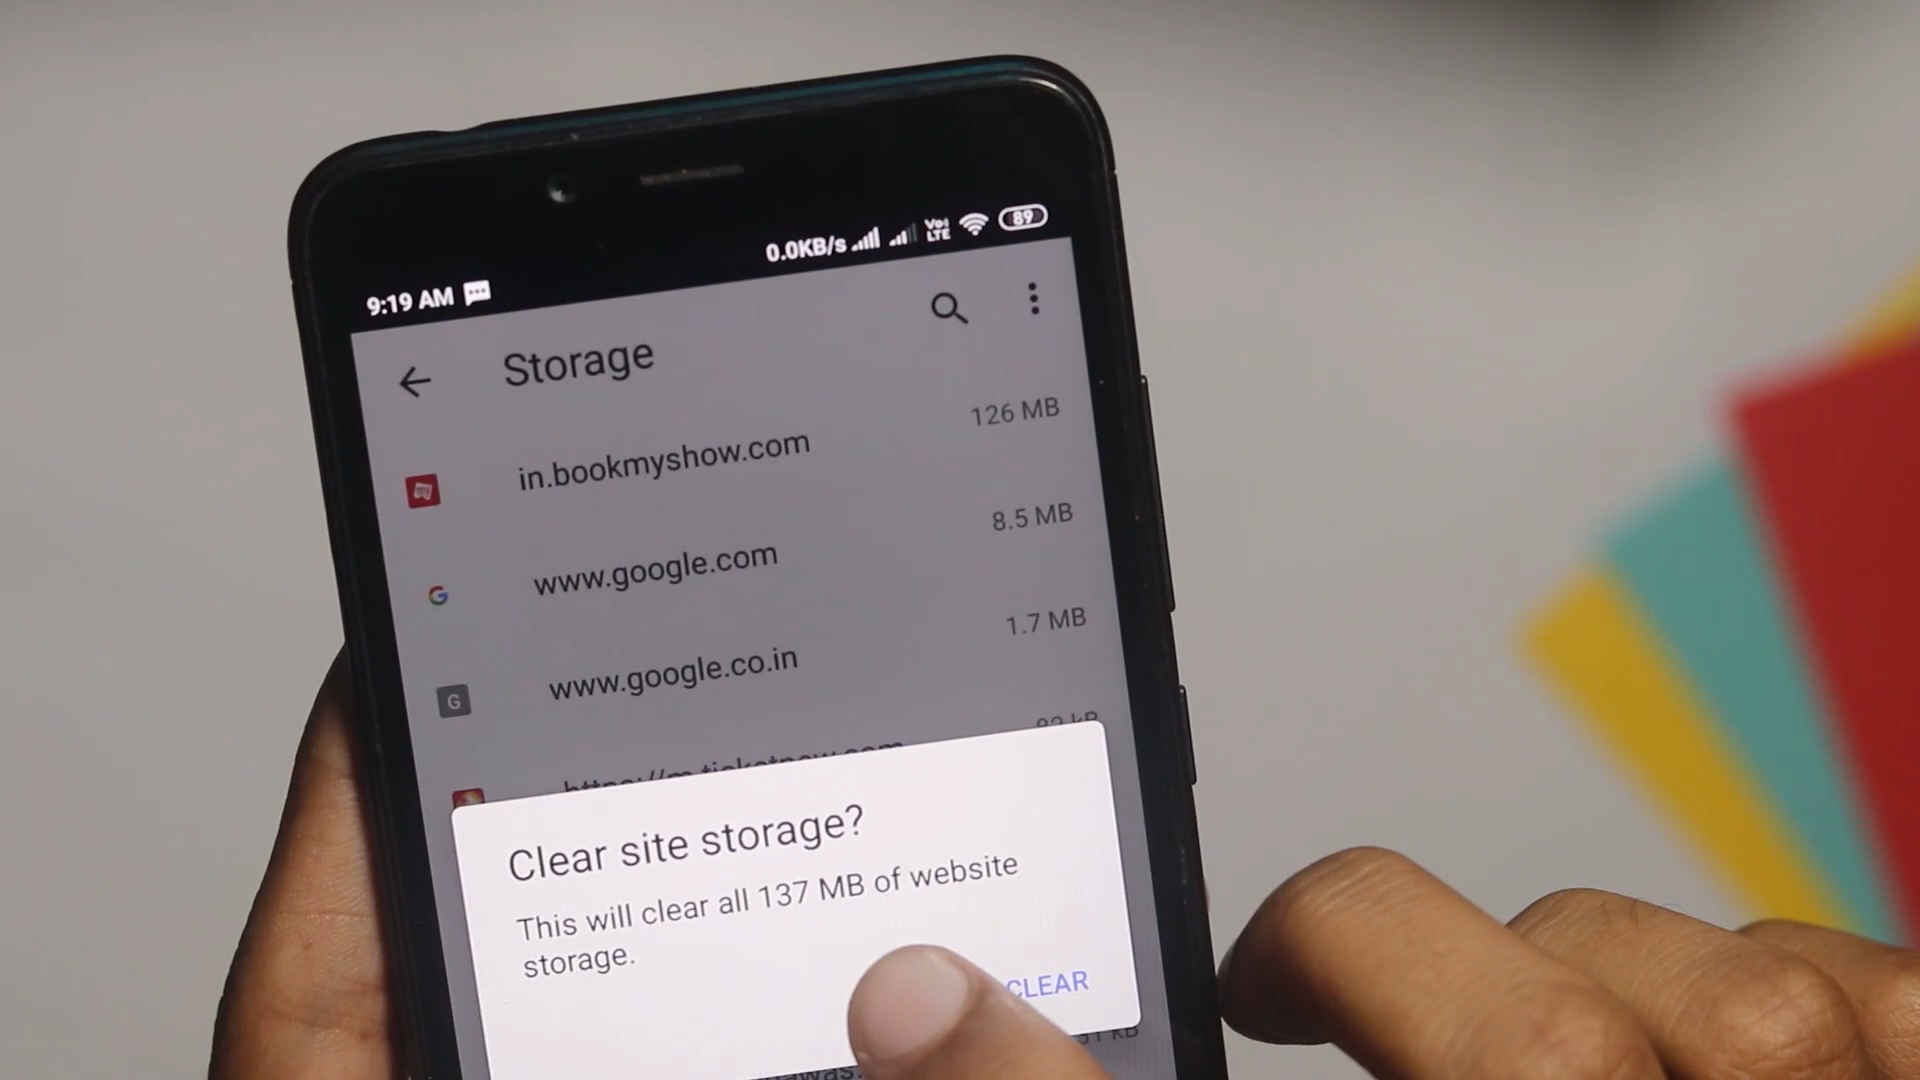 9:19 AM
0.0KB/s
Vo
LTE
89
Storage
126 MB
in.bookmyshow.com
8.5 MB
G
www.google.com
1.7 MB
G
www.google.co.in
Clear site storage?
This will clear all 137 MB of website
storage.
CLEAR